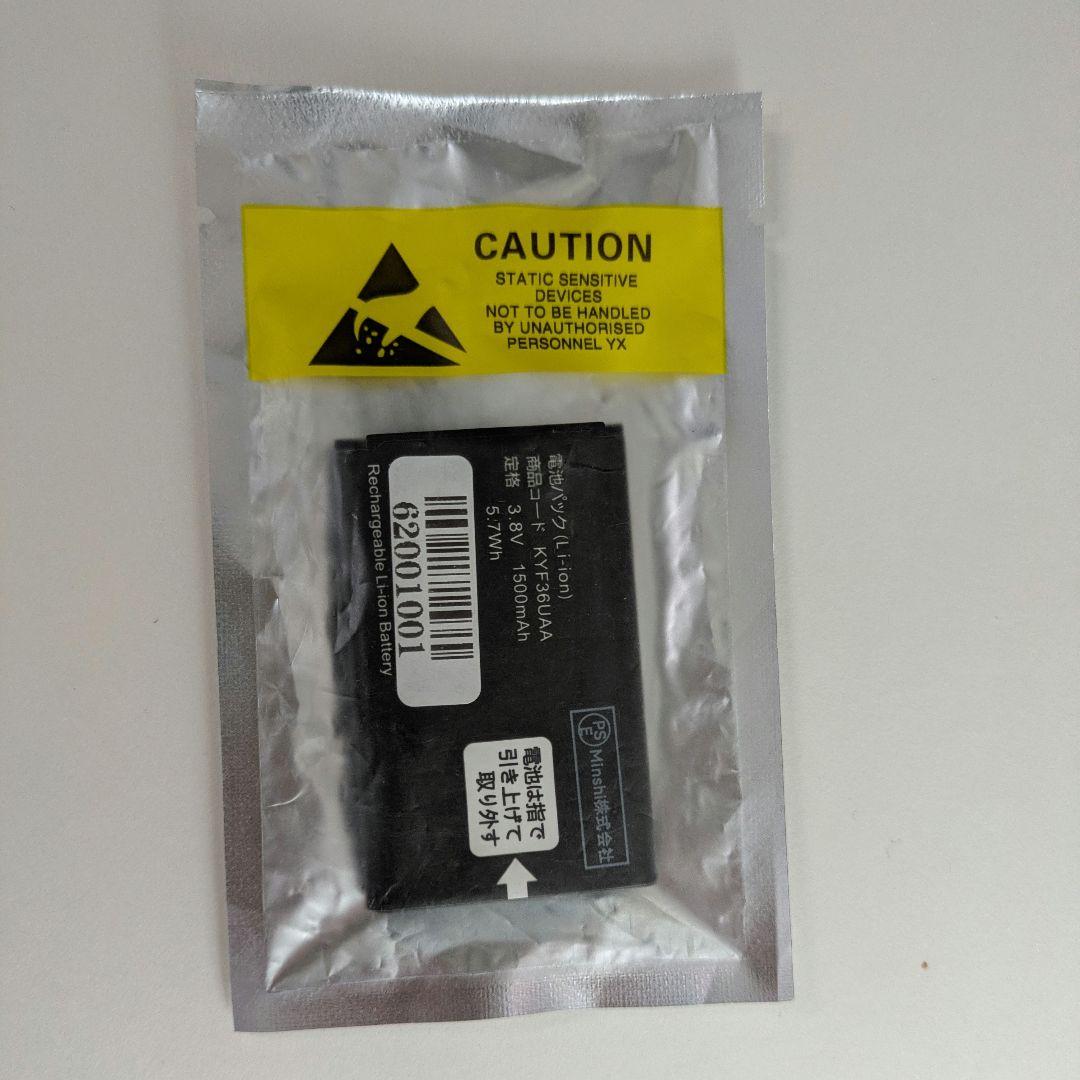 CAUTION
STATIC SENSITIVE
DEVICES
NOT TO BE HANDLED
BY UNAUTHORISED
PERSONNEL YX
電池パック(Li-ion)
商品コード KYF36UAA
定格 3.8V 1500mAh
5.7Wh
62001001
Rechargeable Li-ion Battery
PS
E
Minshi株式会社
電池は指で
引き上げて
取り外す